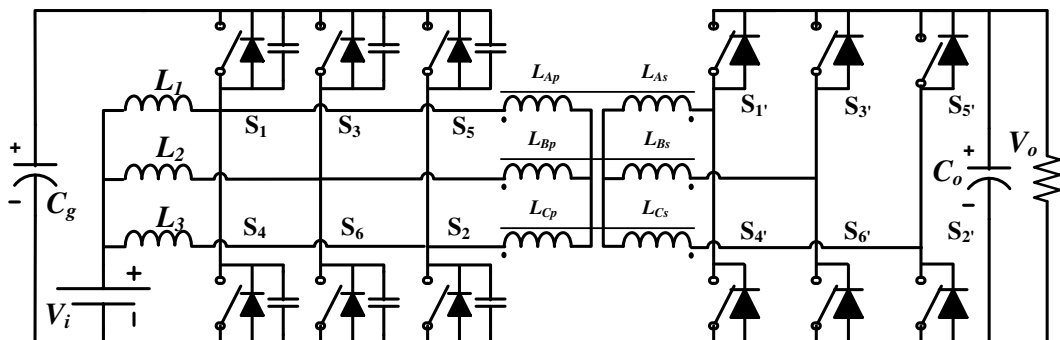 L1
LAp
LAs
S1
S3
S5
S1'
S3'
S5'
L2
LBp
LBs
+
Cg
−
+
Co
−
Vo
L3
LCp
LCs
S4
S6
S2
S4'
S6'
S2'
+
Vi
−